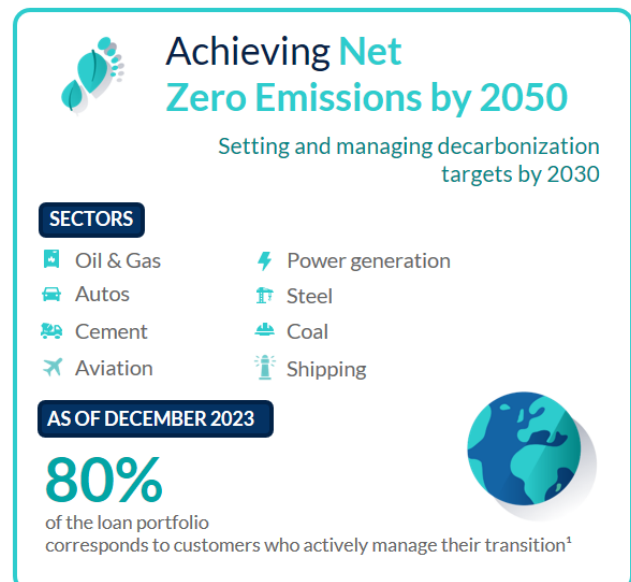 Achieving Net
Zero Emissions by 2050
Setting and managing decarbonization
targets by 2030
SECTORS
Oil & Gas
Power generation
Autos
Steel
Cement
Coal
Aviation
Shipping
AS OF DECEMBER 2023
80%
of the loan portfolio
corresponds to customers who actively manage their transition¹